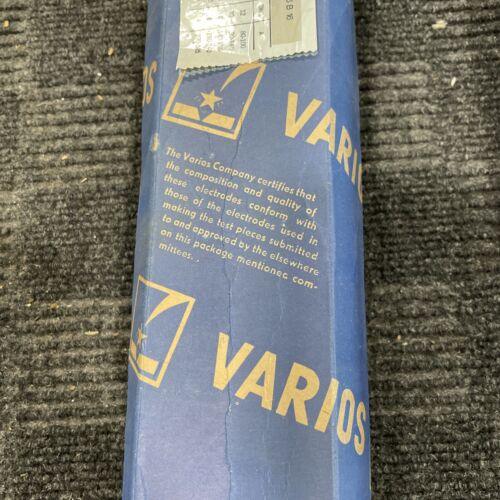 VARIOS
The Varios Company certifies that
the composition and quality of
these electrodes conform with
those of the electrodes used in
making the test pieces submitted
to and approved by the elsewhere
on this package mentionec com-
mittees.
VARIOS